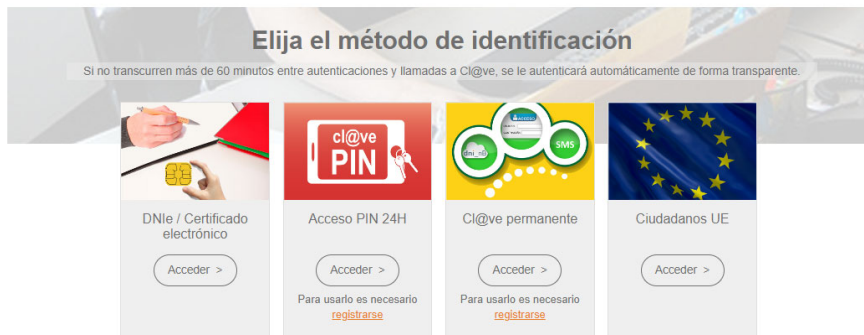 Elija el método de identificación
Si no transcurren más de 60 minutos entre autenticaciones y llamadas a Cl@ve, se le autenticará automáticamente de forma transparente.
cl@ve
PIN
dni_nie
SMS
DNIe / Certificado
electrónico
Acceder >
Acceso PIN 24H
Acceder >
Para usarlo es necesario
registrarse
Cl@ve permanente
Acceder >
Para usarlo es necesario
registrarse
Ciudadanos UE
Acceder >